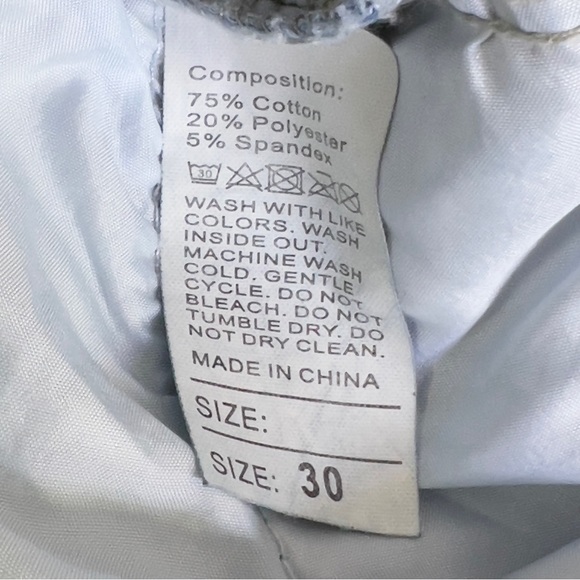 Composition:
75% Cotton
20% Polyester
5% Spandex
30
WASH WITH LIKE
COLORS. WASH
INSIDE OUT.
MACHINE WASH
COLD. GENTLE
CYCLE. DO NOT
BLEACH. DO NOT
TUMBLE DRY. DO
NOT DRY CLEAN.
MADE IN CHINA
SIZE:
SIZE: 30